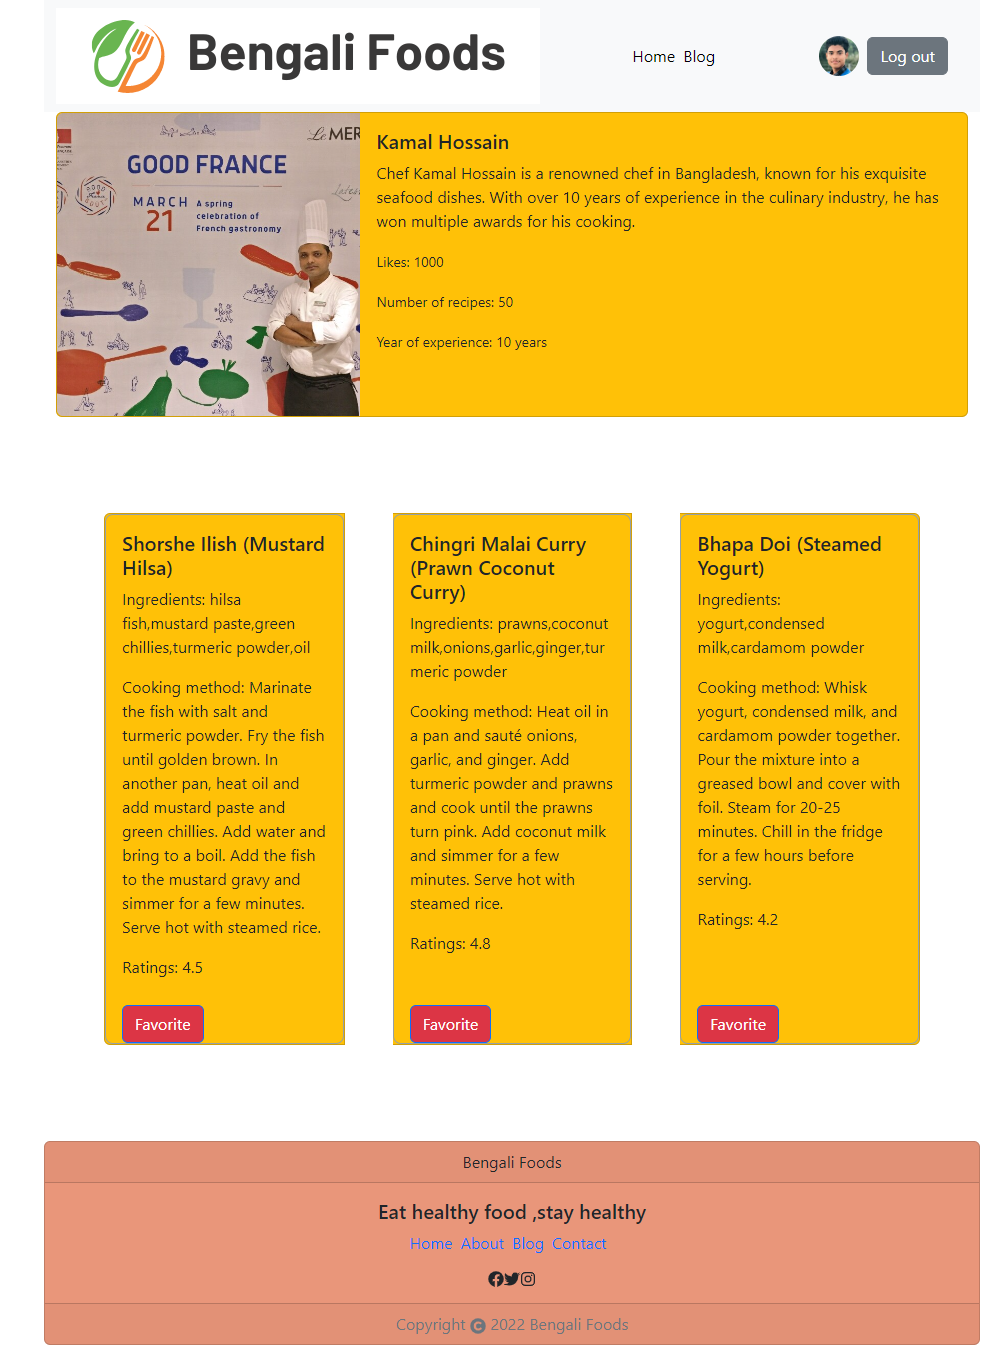 Bengali Foods
Home Blog
Log out
Le MER
GOOD FRANCE
MARCH
21
A spring
celebration of
French gastronomy
Kamal Hossain
Chef Kamal Hossain is a renowned chef in Bangladesh, known for his exquisite
seafood dishes. With over 10 years of experience in the culinary industry, he has
won multiple awards for his cooking.
Likes: 1000
Number of recipes: 50
Year of experience: 10 years
Shorshe Ilish (Mustard
Hilsa)
Ingredients: hilsa
fish,mustard paste,green
chillies,turmeric powder,oil
Cooking method: Marinate
the fish with salt and
turmeric powder. Fry the fish
until golden brown. In
another pan, heat oil and
add mustard paste and
green chillies. Add water and
bring to a boil. Add the fish
to the mustard gravy and
simmer for a few minutes.
Serve hot with steamed rice.
Ratings: 4.5
Favorite
Chingri Malai Curry
(Prawn Coconut
Curry)
Ingredients: prawns,coconut
milk,onions,garlic,ginger,tur
meric powder
Cooking method: Heat oil in
a pan and sauté onions,
garlic, and ginger. Add
turmeric powder and prawns
and cook until the prawns
turn pink. Add coconut milk
and simmer for a few
minutes. Serve hot with
steamed rice.
Ratings: 4.8
Favorite
Bhapa Doi (Steamed
Yogurt)
Ingredients:
yogurt,condensed
milk,cardamom powder
Cooking method: Whisk
yogurt, condensed milk, and
cardamom powder together.
Pour the mixture into a
greased bowl and cover with
foil. Steam for 20-25
minutes. Chill in the fridge
for a few hours before
serving.
Ratings: 4.2
Favorite
Bengali Foods
Eat healthy food ,stay healthy
Home About Blog Contact
Copyright © 2022 Bengali Foods